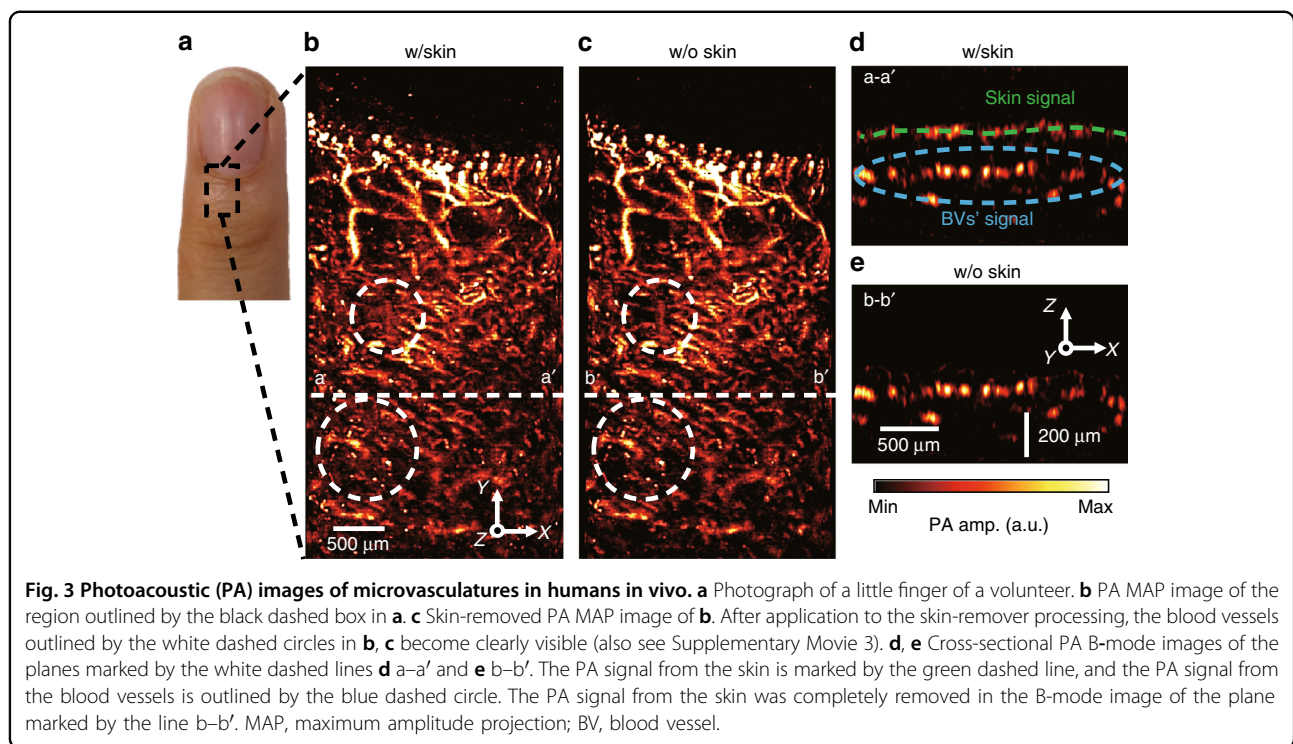 a
b
w/skin
a
a′
500 µm
Y
Z
X
c
w/o skin
b
b′
d
w/skin
a-a′
Skin signal
BVs’ signal
e
w/o skin
b-b′
Z
Y
X
500 µm
200 µm
Min
Max
PA amp. (a.u.)
Fig. 3 Photoacoustic (PA) images of microvasculatures in humans in vivo. a Photograph of a little finger of a volunteer. b PA MAP image of the
region outlined by the black dashed box in a. c Skin-removed PA MAP image of b. After application to the skin-remover processing, the blood vessels
outlined by the white dashed circles in b, c become clearly visible (also see Supplementary Movie 3). d, e Cross-sectional PA B-mode images of the
planes marked by the white dashed lines d a–a′ and e b–b′. The PA signal from the skin is marked by the green dashed line, and the PA signal from
the blood vessels is outlined by the blue dashed circle. The PA signal from the skin was completely removed in the B-mode image of the plane
marked by the line b–b′. MAP, maximum amplitude projection; BV, blood vessel.